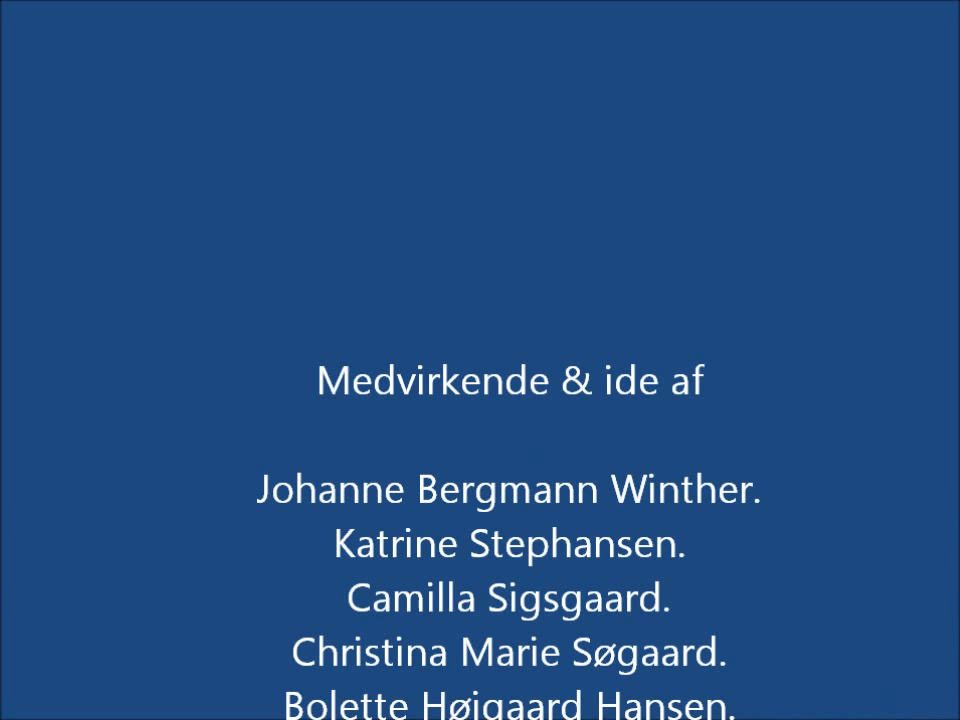 Medvirkende & ide af
Johanne Bergmann Winther.
Katrine Stephansen.
Camilla Sigsgaard.
Christina Marie Søgaard.
Bolette Højgaard Hansen.